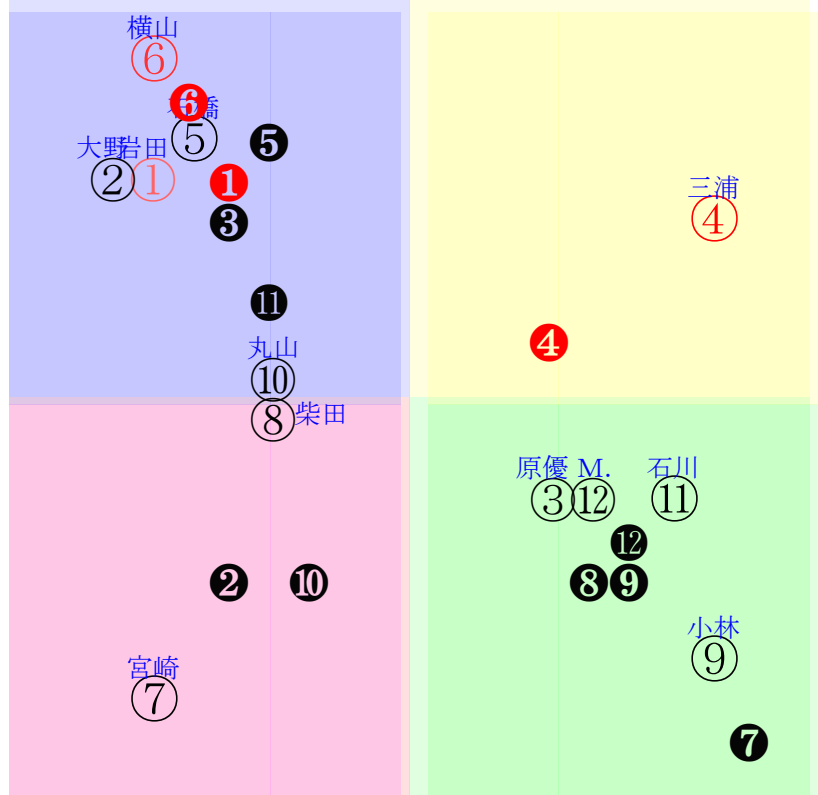 横山
⑥
❻
橋
⑤
❺
大野
岩田
②
①
❶
❸
三浦
④
⓫
❹
丸山
⑩
⑧
柴田
原優
M.
石川
③
⑫
⑪
⓬
❷
❿
❽
❾
小林
⑨
宮崎
⑦
❼